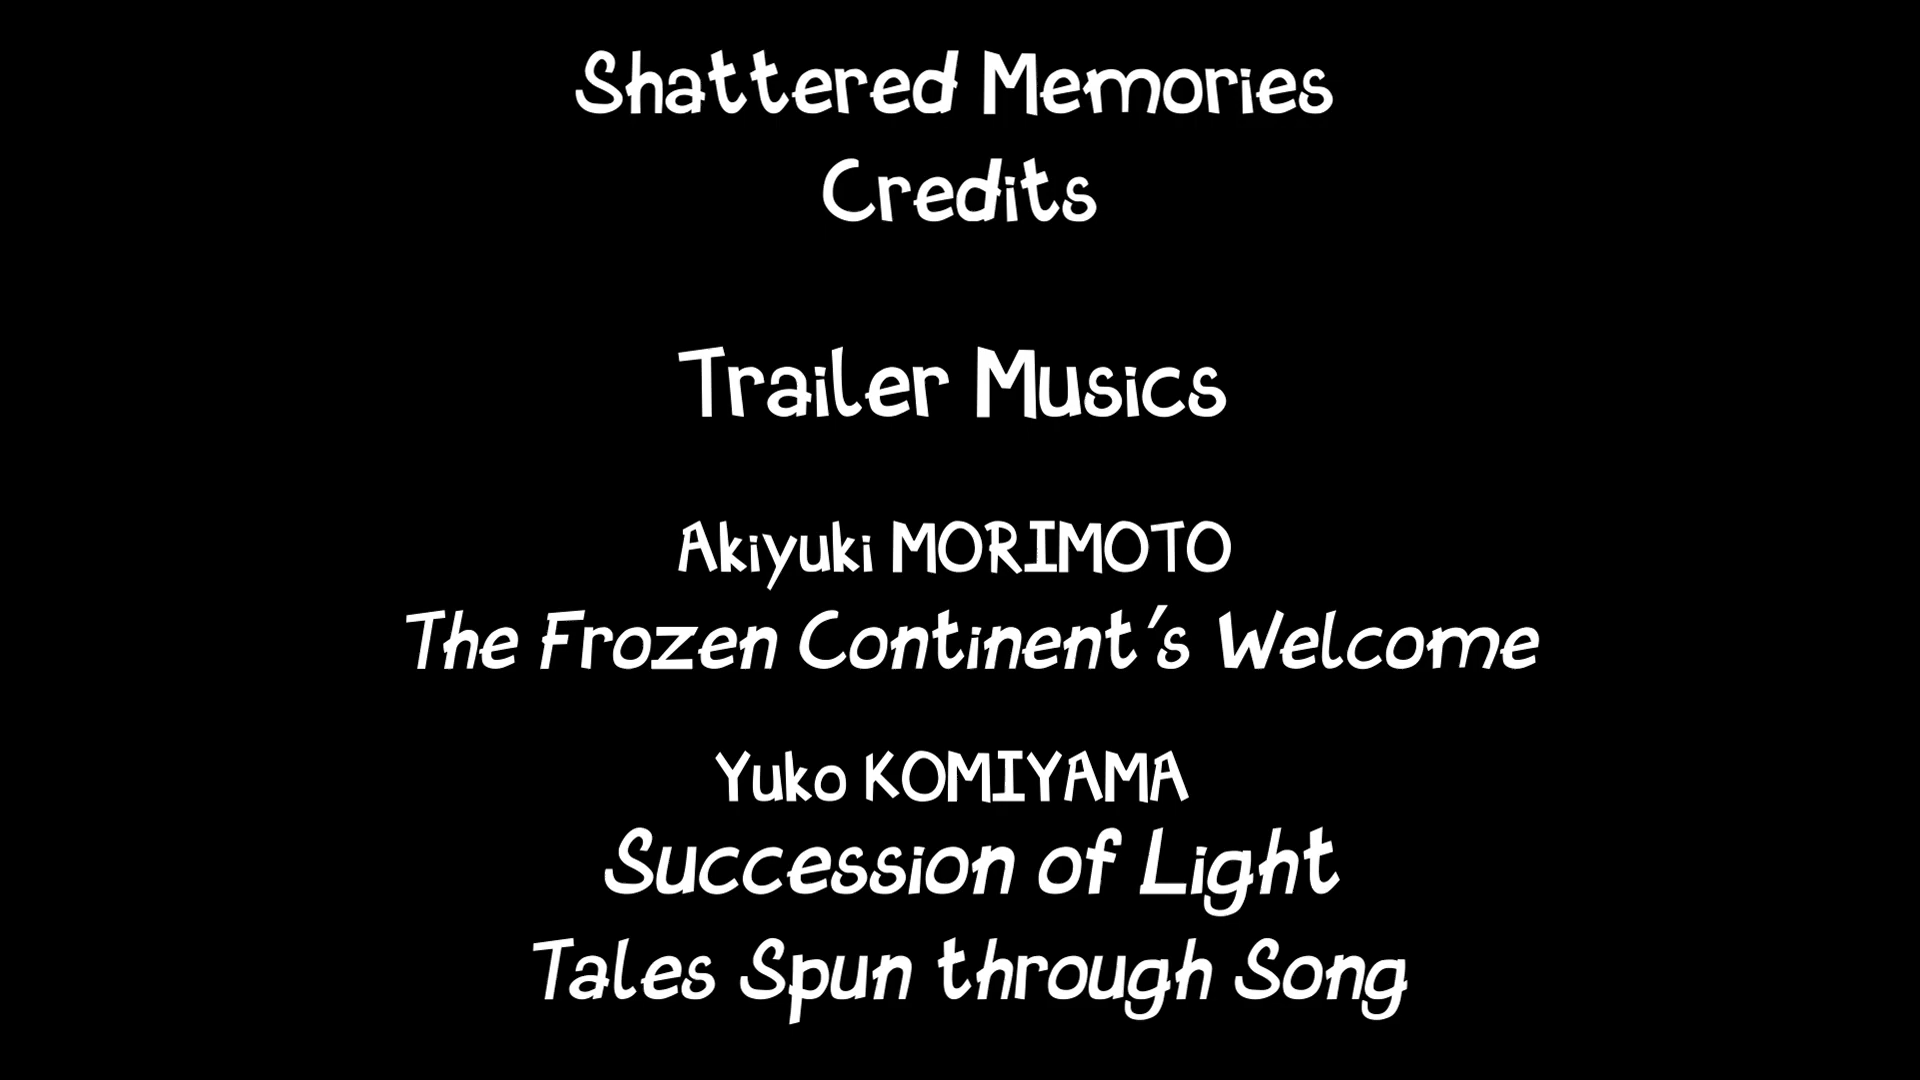 Shattered Memories
Credits
Trailer Musics
Akiyuki MORIMOTO
The Frozen Continent's Welcome
Yuko KOMIYAMA
Succession of Light
Tales Spun through Song